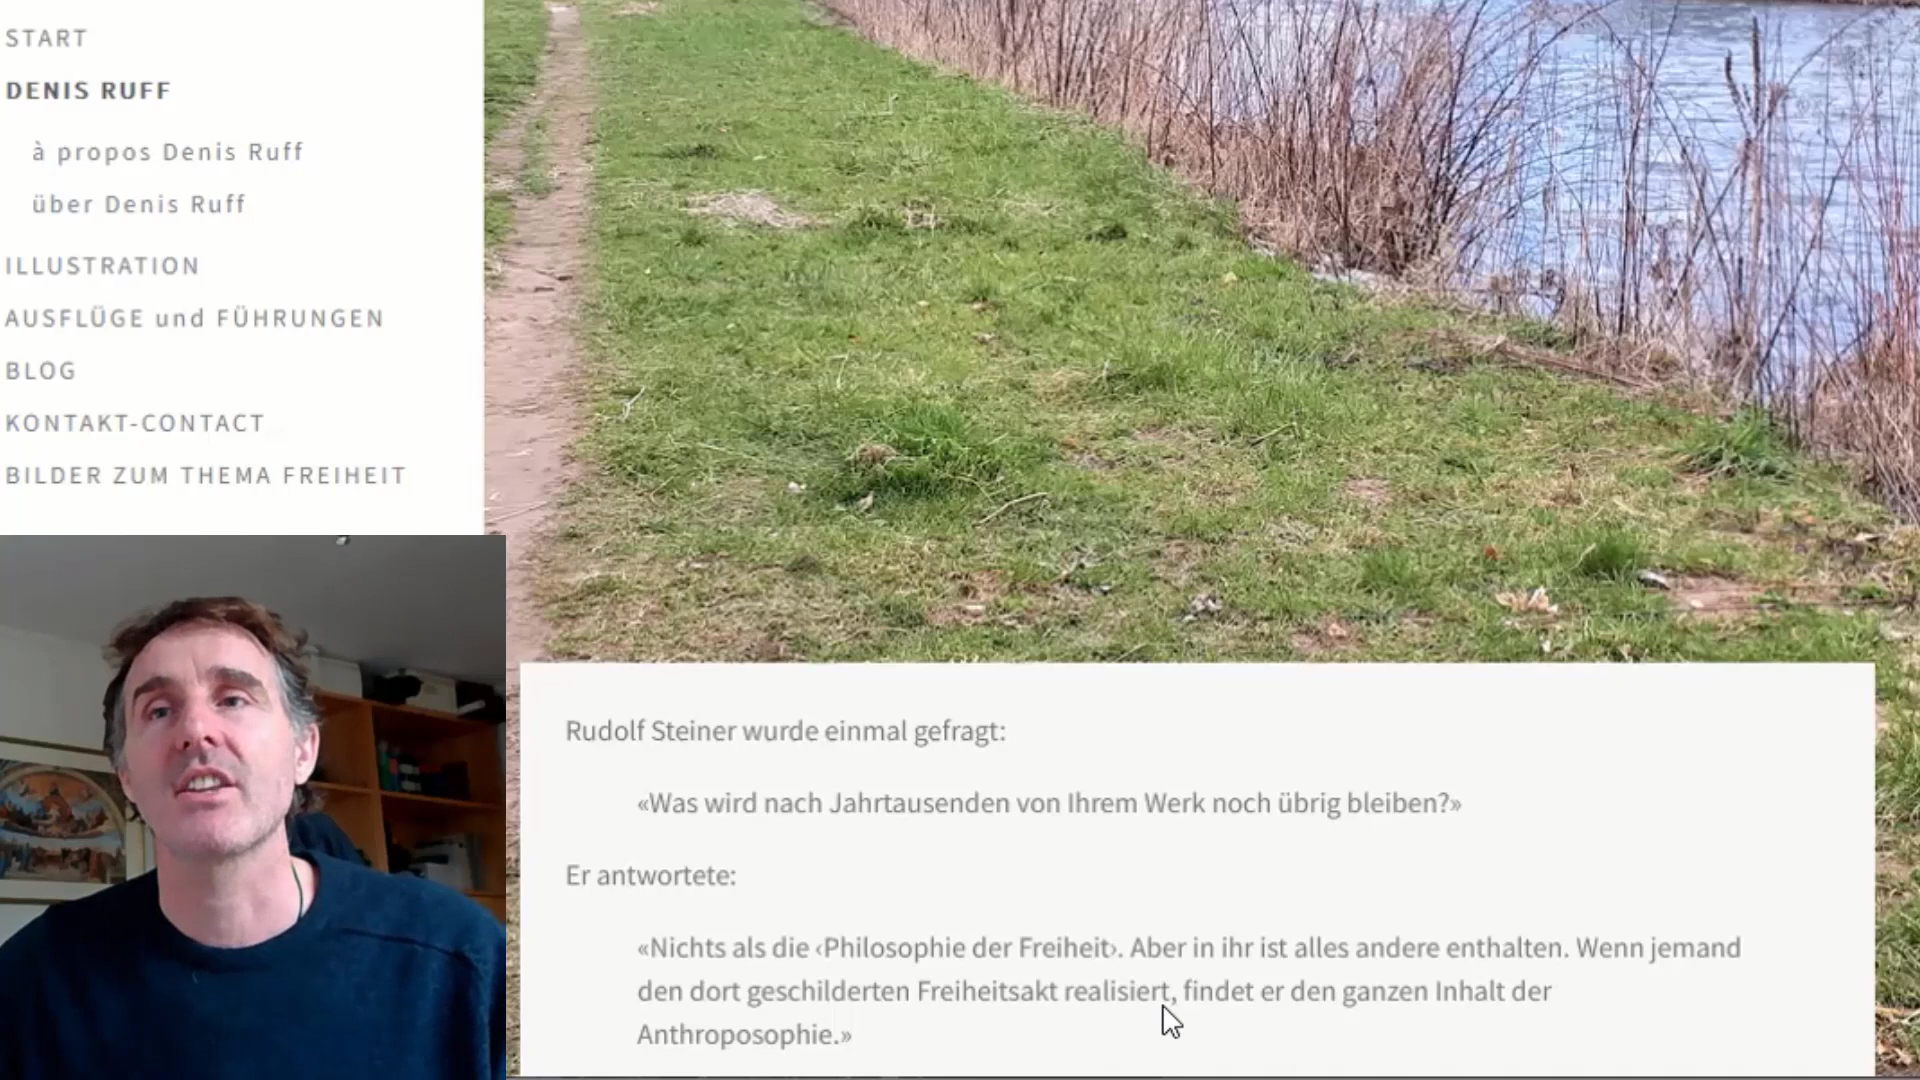 START
DENIS RUFF
à propos Denis Ruff
über Denis Ruff
ILLUSTRATION
AUSFLÜGE und FÜHRUNGEN
BLOG
KONTAKT-CONTACT
BILDER ZUM THEMA FREIHEIT
Rudolf Steiner wurde einmal gefragt:
«Was wird nach Jahrtausenden von Ihrem Werk noch übrig bleiben?»
Er antwortete:
«Nichts als die ‹Philosophie der Freiheit›. Aber in ihr ist alles andere enthalten. Wenn jemand
den dort geschilderten Freiheitsakt realisiert, findet er den ganzen Inhalt der
Anthroposophie.»